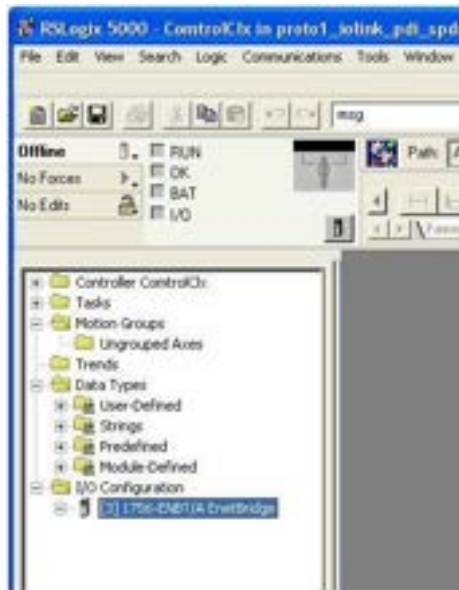 RSLogix 5000 - ComtrolClx in proto1_iolink_pdi_spd
File Edit View Search Logic Communications Tools Window
msg
Offline
RUN
No Forces
OK
BAT
No Edits
I/O
Path:
Controller ComtrolClx
Tasks
Motion Groups
Ungrouped Axes
Trends
Data Types
User-Defined
Strings
Predefined
Module-Defined
I/O Configuration
[3] 1756-ENBT/A EnetBridge